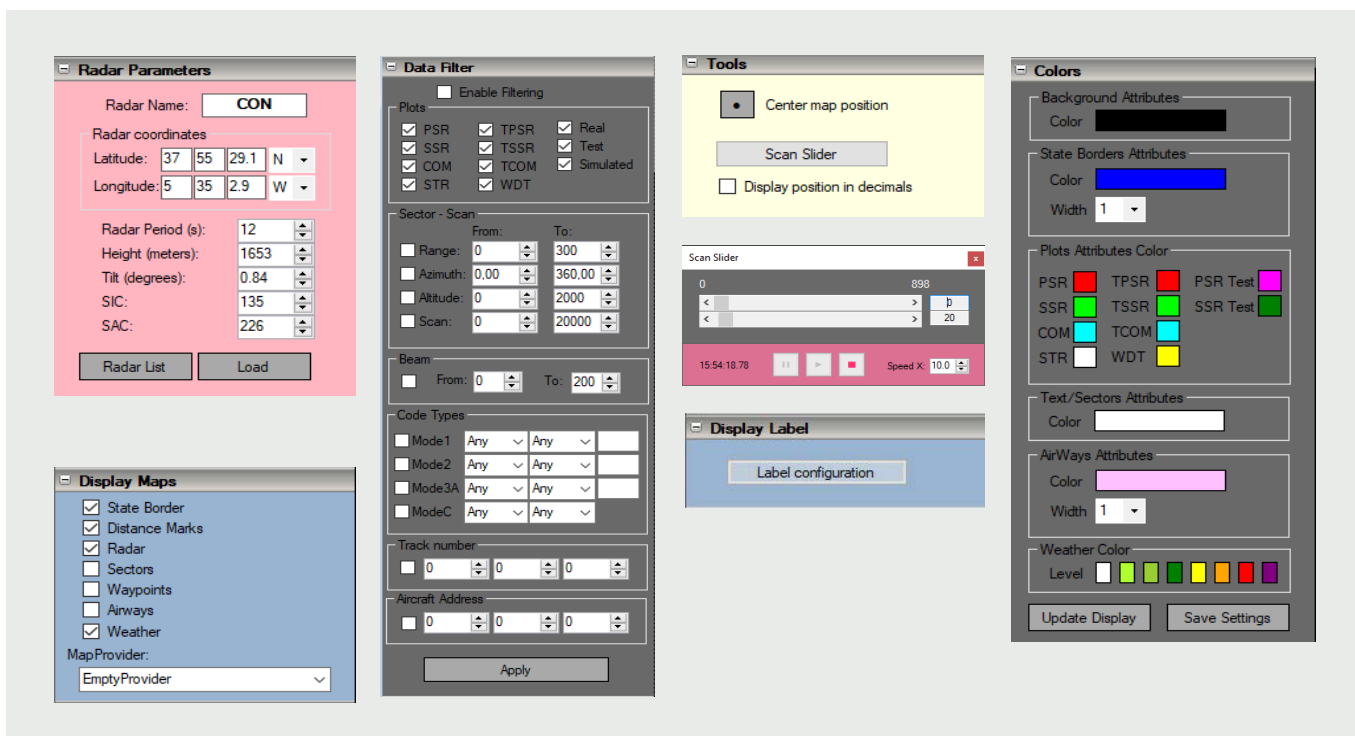 Radar Parameters
Radar Name: CON
Radar coordinates
Latitude: 37 55 29.1 N
Longitude: 5 35 2.9 W
Radar Period (s): 12
Height (meters): 1653
Tilt (degrees): 0.84
SIC: 135
SAC: 226
Radar List Load
Display Maps
State Border
Distance Marks
Radar
Sectors
Waypoints
Airways
Weather
MapProvider:
EmptyProvider
Data Filter
Enable Filtering
Plots
PSR TPSR Real
SSR TSSR Test
COM TCOM Simulated
STR WDT
Sector - Scan
From: To:
Range: 0 300
Azimuth: 0,00 360,00
Altitude: 0 2000
Scan: 0 20000
Beam
From: 0 To: 200
Code Types
Mode1 Any Any
Mode2 Any Any
Mode3A Any Any
ModeC Any Any
Track number
0 0 0
Aircraft Address
0 0 0
Apply
Tools
Center map position
Scan Slider
Display position in decimals
Scan Slider x
0 898
< > 0
< > 20
15:54:18.78 Speed X: 10.0
Display Label
Label configuration
Colors
Background Attributes
Color
State Borders Attributes
Color
Width 1
Plots Attributes Color
PSR TPSR PSR Test
SSR TSSR SSR Test
COM TCOM
STR WDT
Text/Sectors Attributes
Color
AirWays Attributes
Color
Width 1
Weather Color
Level
Update Display Save Settings